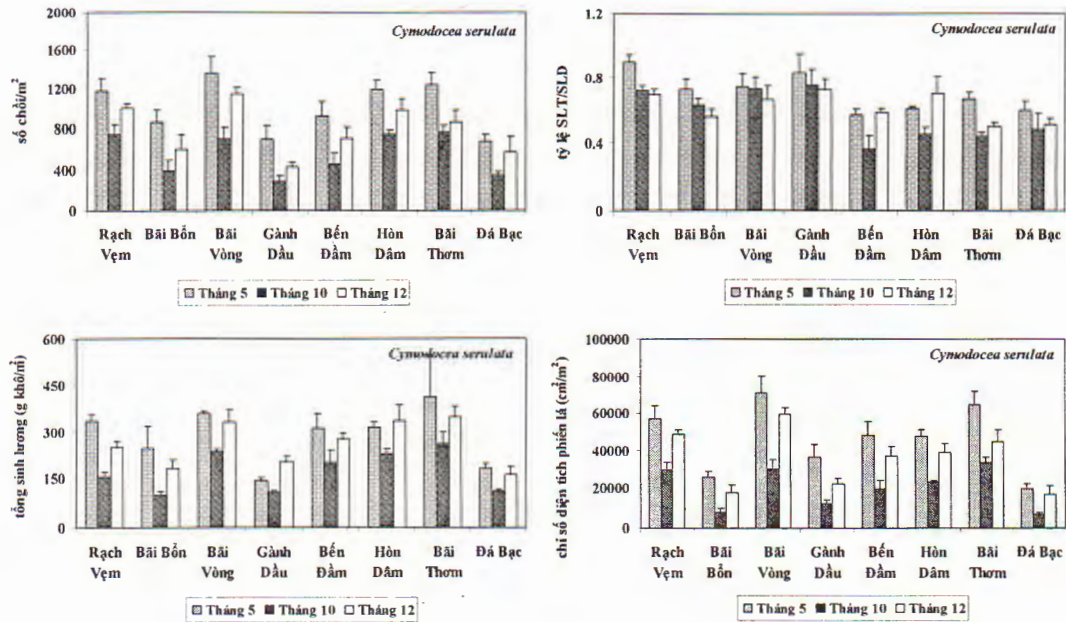 Cymodocea serulata
số chồi/m²
2000
1600
1200
800
400
0
Rạch Vẹm
Bãi Bổn
Bãi Vòng
Gành Dầu
Bến Đầm
Hòn Dâm
Bãi Thơm
Đá Bạc
Tháng 5 Tháng 10 Tháng 12
Cymodocea serulata
tỷ lệ SLT/SLD
1.2
0.8
0.4
0
Rạch Vẹm
Bãi Bổn
Bãi Vòng
Gành Đầu
Bến Đầm
Hòn Dâm
Bãi Thơm
Đá Bạc
Tháng 5 Tháng 10 Tháng 12
Cymodocea serulata
tổng sinh lương (g khô/m²)
600
450
300
150
0
Rạch Vẹm
Bãi Bổn
Bãi Vòng
Gành Dầu
Bến Đầm
Hòn Dâm
Bãi Thơm
Đá Bạc
Tháng 5 Tháng 10 Tháng 12
Cymodocea serulata
chỉ số diện tích phiến lá (cm²/m²)
100000
80000
60000
40000
20000
0
Rạch Vẹm
Bãi Bổn
Bãi Vòng
Gành Dầu
Bến Đầm
Hòn Dâm
Bãi Thơm
Đá Bạc
Tháng 5 Tháng 10 Tháng 12